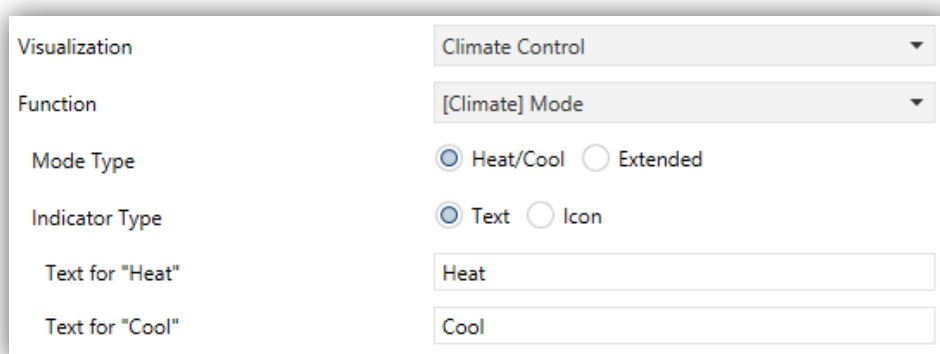 Visualization Climate Control
Function [Climate] Mode
Mode Type Heat/Cool Extended
Indicator Type Text Icon
Text for "Heat" Heat
Text for "Cool" Cool